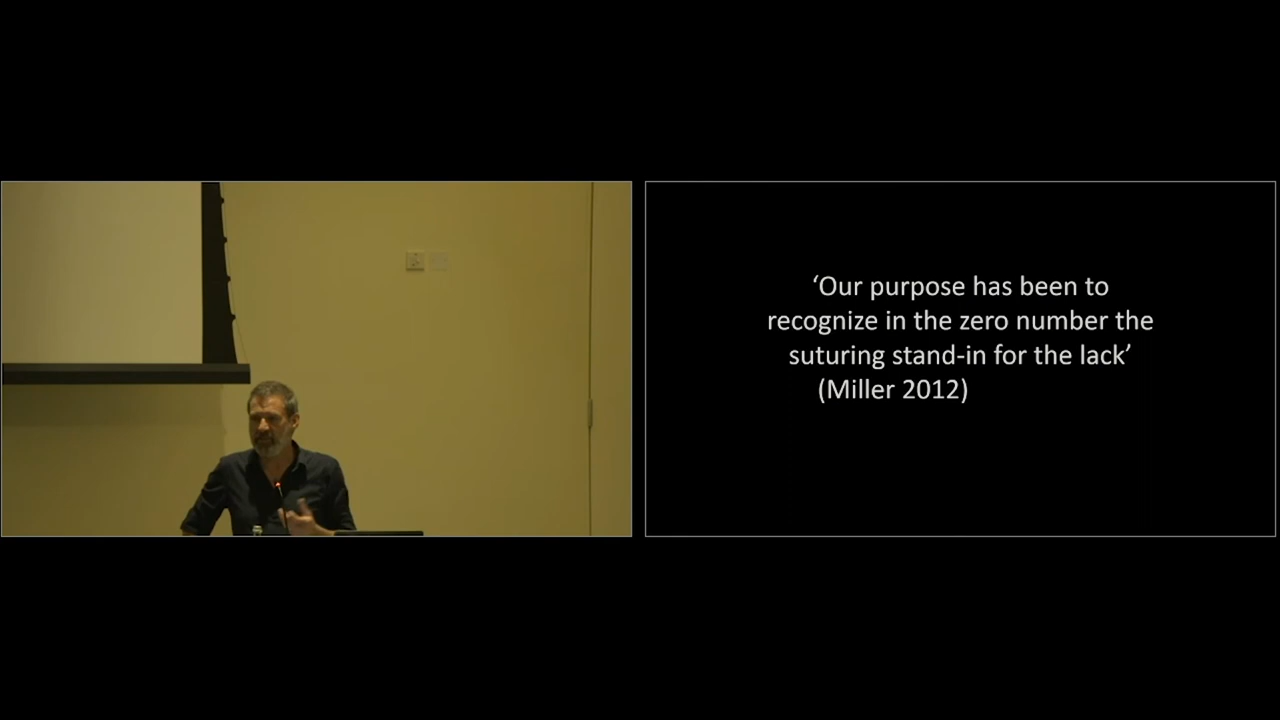 ‘Our purpose has been to
recognize in the zero number the
suturing stand-in for the lack’
(Miller 2012)